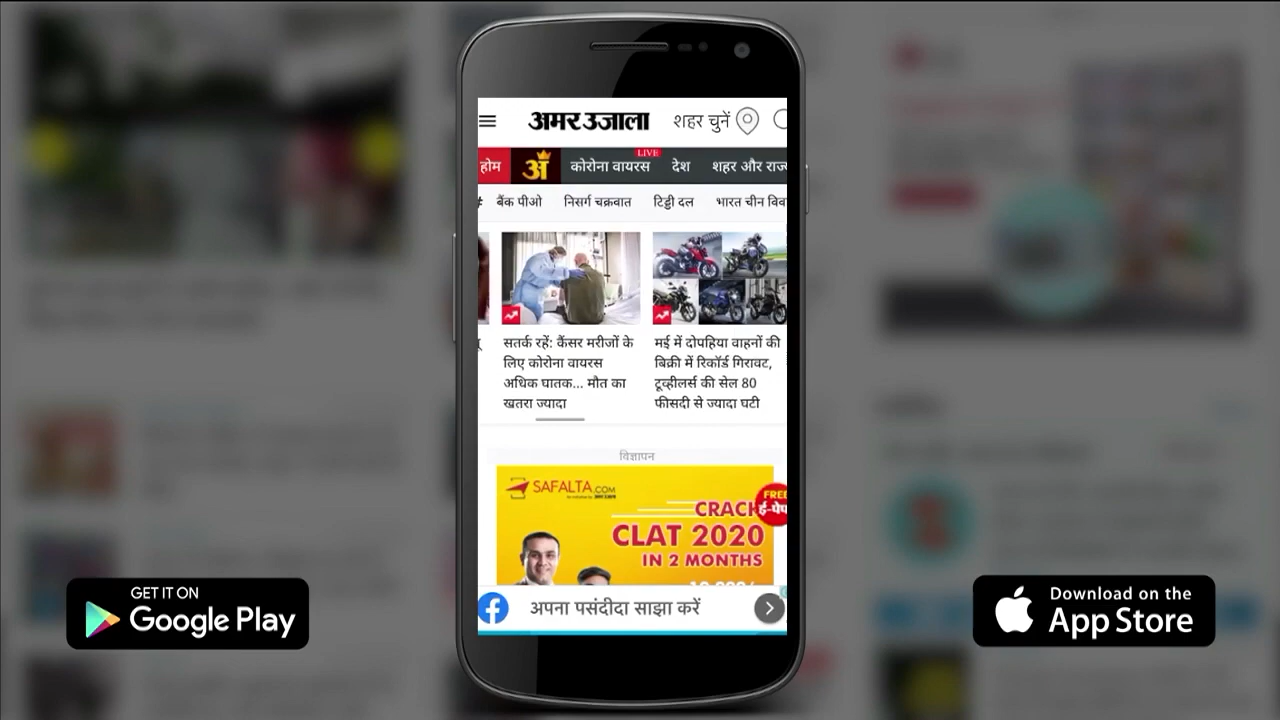 अमर उजाला
शहर चुनें
होम
अं
कोरोना वायरस
LIVE
देश
शहर और राज्
#
बैंक पीओ
निसर्ग चक्रवात
टिड्डी दल
भारत चीन विवा
सतर्क रहें: कैंसर मरीजों के
लिए कोरोना वायरस
अधिक घातक... मौत का
खतरा ज्यादा
मई में दोपहिया वाहनों की
बिक्री में रिकॉर्ड गिरावट,
टूव्हीलर्स की सेल 80
फीसदी से ज्यादा घटी
विज्ञापन
SAFALTA.COM
FREE
ई-पेप
CRACK
CLAT 2020
IN 2 MONTHS
अपना पसंदीदा साझा करें
GET IT ON
Google Play
Download on the
App Store